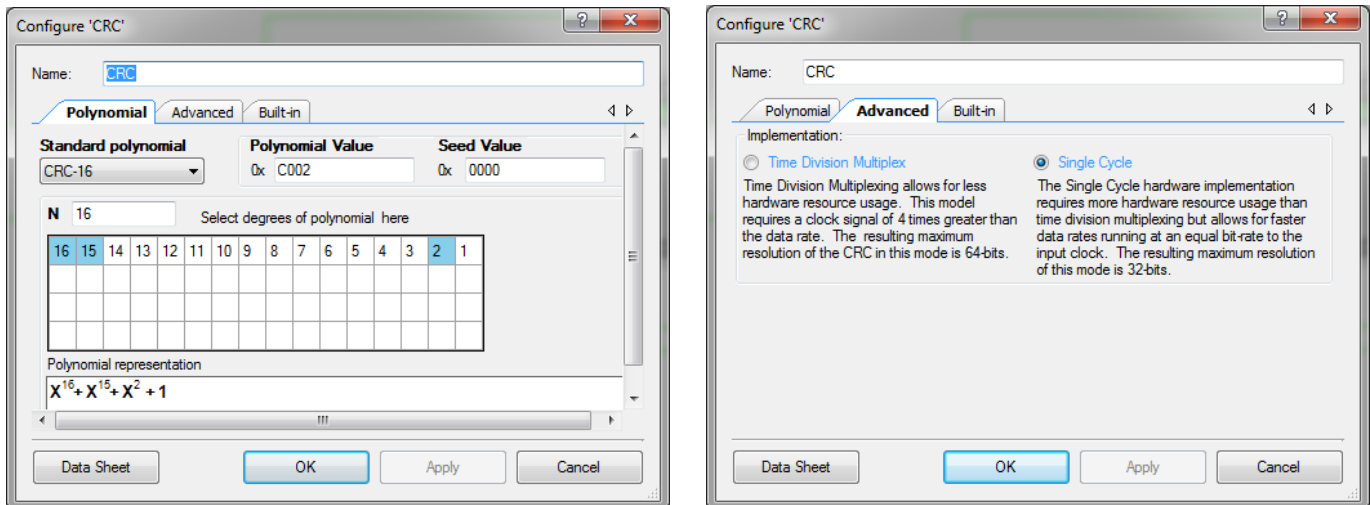 Configure 'CRC'
?
X
Name: CRC
Polynomial Advanced Built-in
Standard polynomial Polynomial Value Seed Value
CRC-16 0x C002 0x 0000
N 16 Select degrees of polynomial here
16 15 14 13 12 11 10 9 8 7 6 5 4 3 2 1
Polynomial representation
X^16+ X^15+ X^2 + 1
Data Sheet OK Apply Cancel
Configure 'CRC'
?
X
Name: CRC
Polynomial Advanced Built-in
Implementation:
Time Division Multiplex
Time Division Multiplexing allows for less
hardware resource usage. This model
requires a clock signal of 4 times greater than
the data rate. The resulting maximum
resolution of the CRC in this mode is 64-bits.
Single Cycle
The Single Cycle hardware implementation
requires more hardware resource usage than
time division multiplexing but allows for faster
data rates running at an equal bit-rate to the
input clock. The resulting maximum resolution
of this mode is 32-bits.
Data Sheet OK Apply Cancel